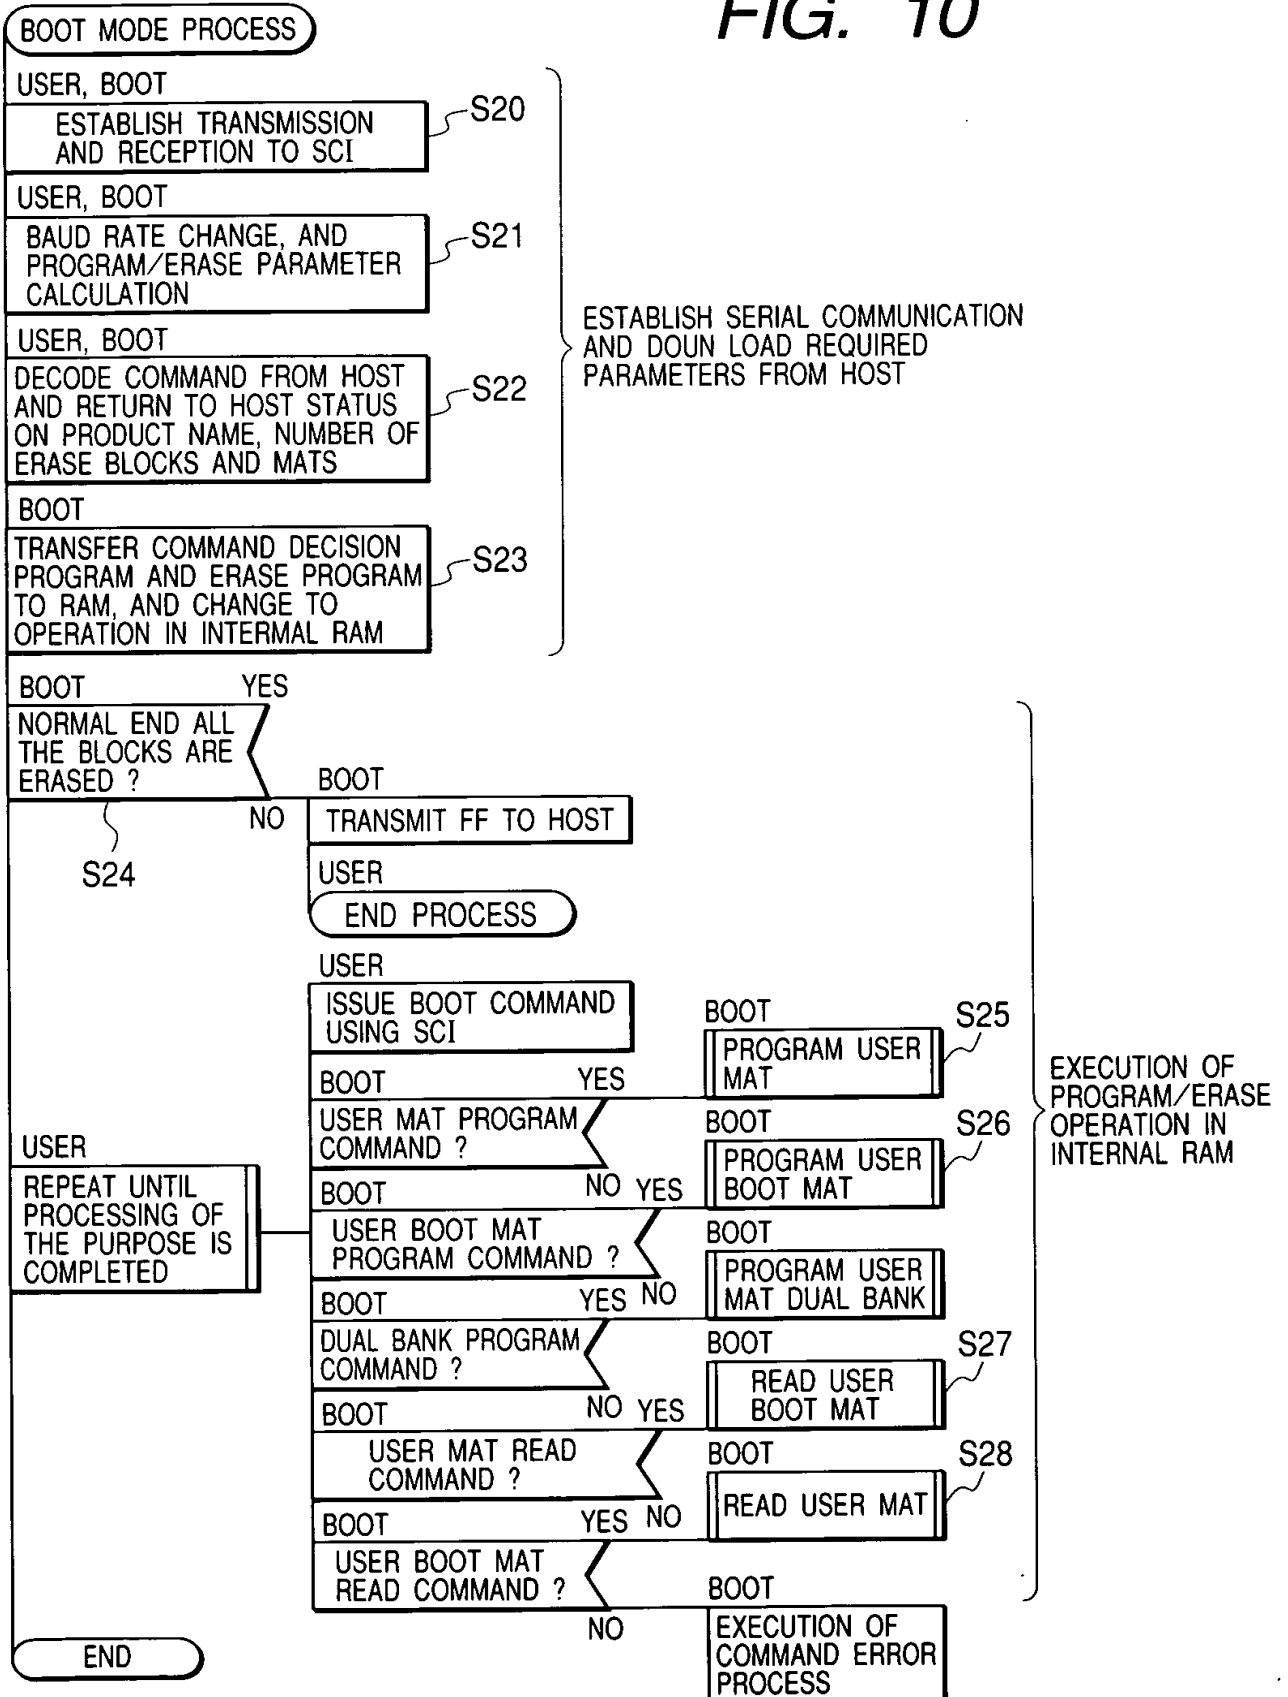 FIG. 10
BOOT MODE PROCESS
USER, BOOT
ESTABLISH TRANSMISSION
AND RECEPTION TO SCI
S20
USER, BOOT
BAUD RATE CHANGE, AND
PROGRAM/ERASE PARAMETER
CALCULATION
S21
USER, BOOT
DECODE COMMAND FROM HOST
AND RETURN TO HOST STATUS
ON PRODUCT NAME, NUMBER OF
ERASE BLOCKS AND MATS
S22
BOOT
TRANSFER COMMAND DECISION
PROGRAM AND ERASE PROGRAM
TO RAM, AND CHANGE TO
OPERATION IN INTERMAL RAM
S23
ESTABLISH SERIAL COMMUNICATION
AND DOUN LOAD REQUIRED
PARAMETERS FROM HOST
BOOT
YES
NORMAL END ALL
THE BLOCKS ARE
ERASED ?
NO
S24
BOOT
TRANSMIT FF TO HOST
USER
END PROCESS
USER
REPEAT UNTIL
PROCESSING OF
THE PURPOSE IS
COMPLETED
USER
ISSUE BOOT COMMAND
USING SCI
BOOT
YES
USER MAT PROGRAM
COMMAND ?
NO
BOOT
PROGRAM USER
MAT
S25
BOOT
YES
USER BOOT MAT
PROGRAM COMMAND ?
NO
BOOT
PROGRAM USER
BOOT MAT
S26
BOOT
YES
DUAL BANK PROGRAM
COMMAND ?
NO
BOOT
PROGRAM USER
MAT DUAL BANK
BOOT
YES
USER MAT READ
COMMAND ?
NO
BOOT
READ USER
BOOT MAT
S27
BOOT
YES
USER BOOT MAT
READ COMMAND ?
NO
BOOT
READ USER MAT
S28
BOOT
EXECUTION OF
COMMAND ERROR
PROCESS
EXECUTION OF
PROGRAM/ERASE
OPERATION IN
INTERNAL RAM
END